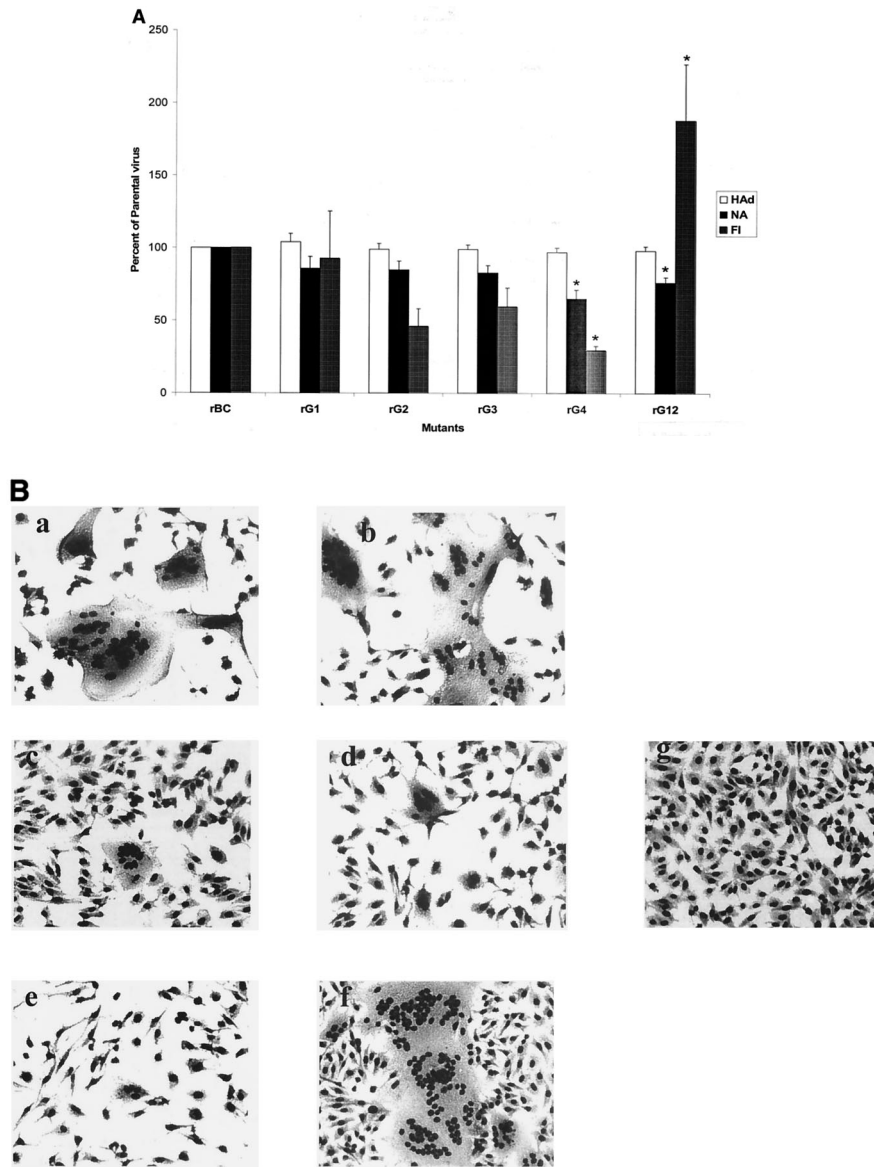 A
250
200
150
100
50
0
Percent of Parental virus
* * * *
rBC rG1 rG2 rG3 rG4 rG12
Mutants
HAd
NA
FI
B
a b
c d g
e f